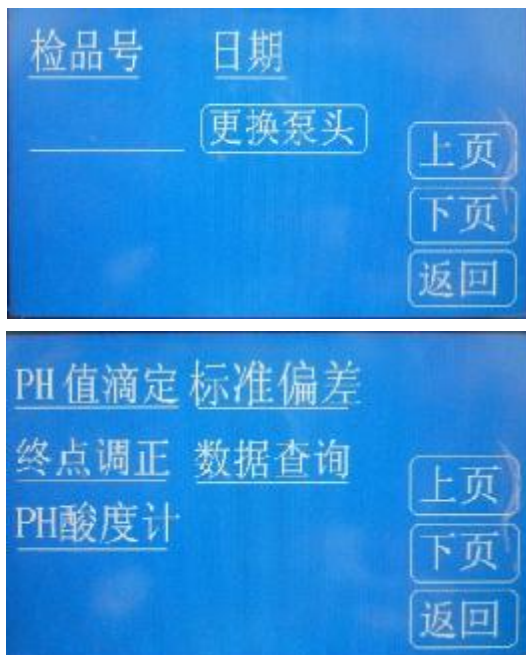 检品号 日期
更换泵头
上页
下页
返回
PH值滴定 标准偏差
终点调正 数据查询
PH酸度计
上页
下页
返回